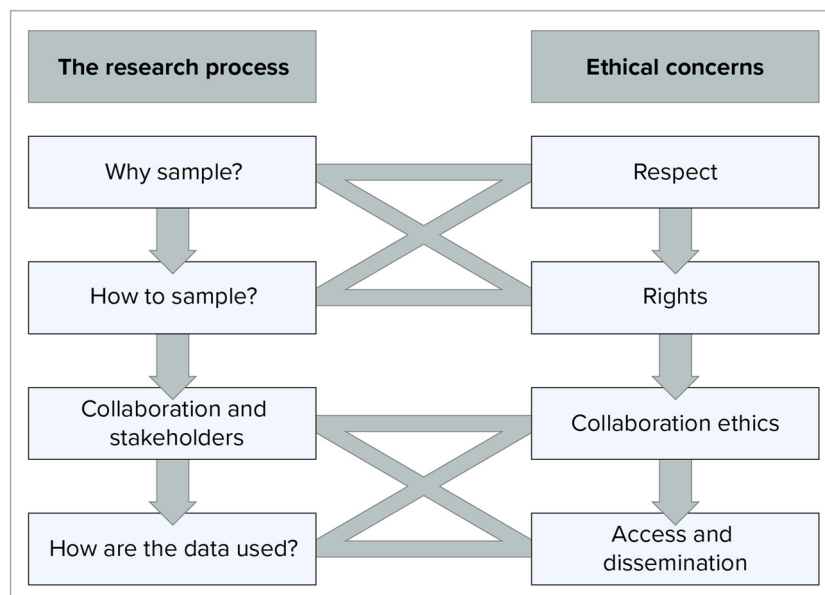 The research process
Ethical concerns
Why sample?
Respect
How to sample?
Rights
Collaboration and
stakeholders
Collaboration ethics
How are the data used?
Access and
dissemination